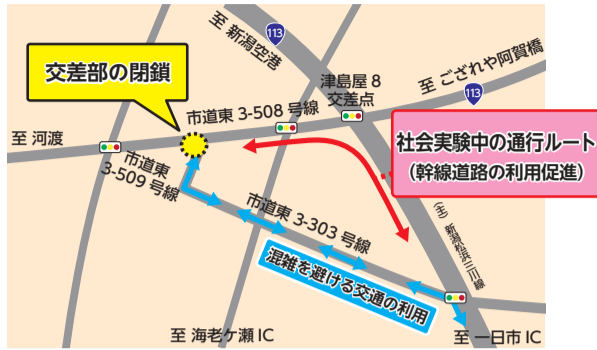 113
至 新潟空港
交差部の閉鎖
津島屋 8
交差点
至 ござれや阿賀橋
113
市道東 3-508 号線
至 河渡
社会実験中の通行ルート
（幹線道路の利用促進）
市道東
3-509 号線
市道東 3-303 号線
（主）新潟松浜三川線
混雑を避ける交通の利用
至 海老ケ瀬 IC
至 一日市 IC